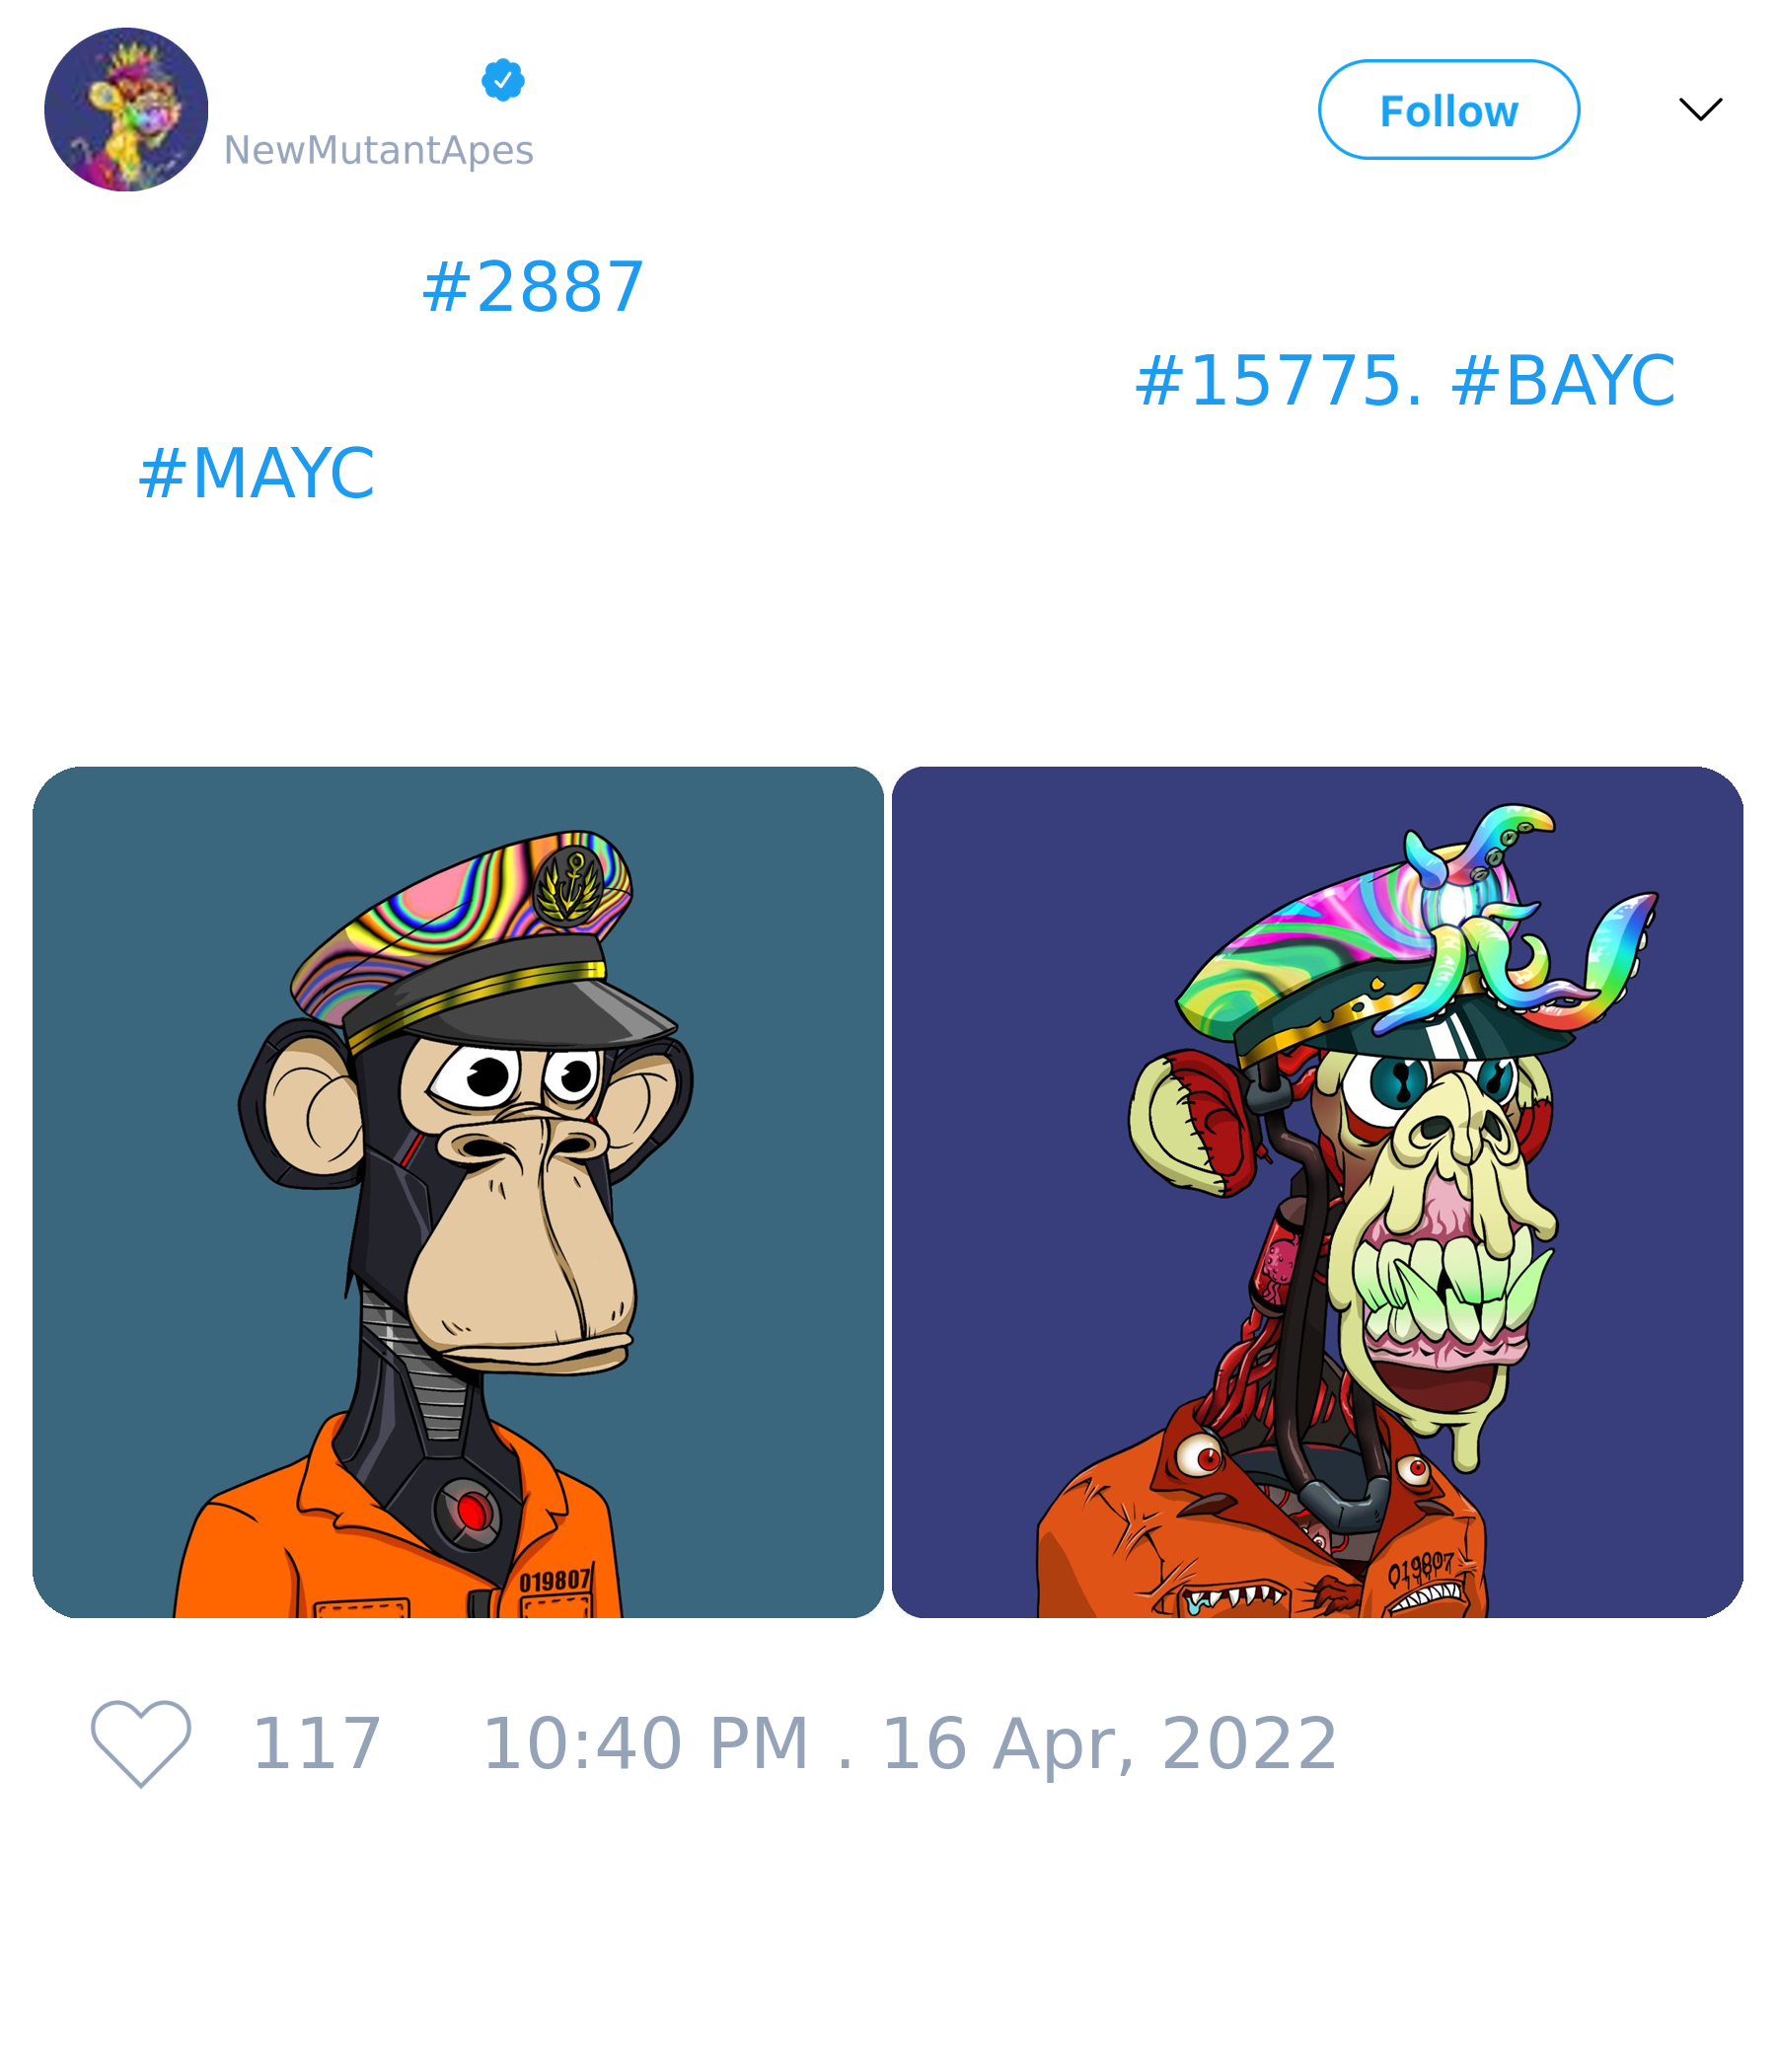 NewMutantApes
Follow
#2887
#15775. #BAYC
#MAYC
019807
019807
117 10:40 PM . 16 Apr, 2022